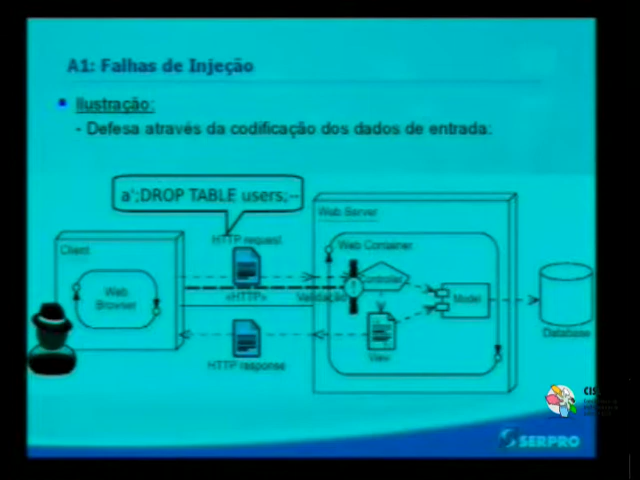 A1: Falhas de Injeção
Ilustração:
- Defesa através da codificação dos dados de entrada:
a';DROP TABLE users;--
Web Server
HTTP request
Client
Web Container
Web
Browser
«HTTP»
Validação
Controller
Model
View
Database
HTTP response
CIS
SERPRO